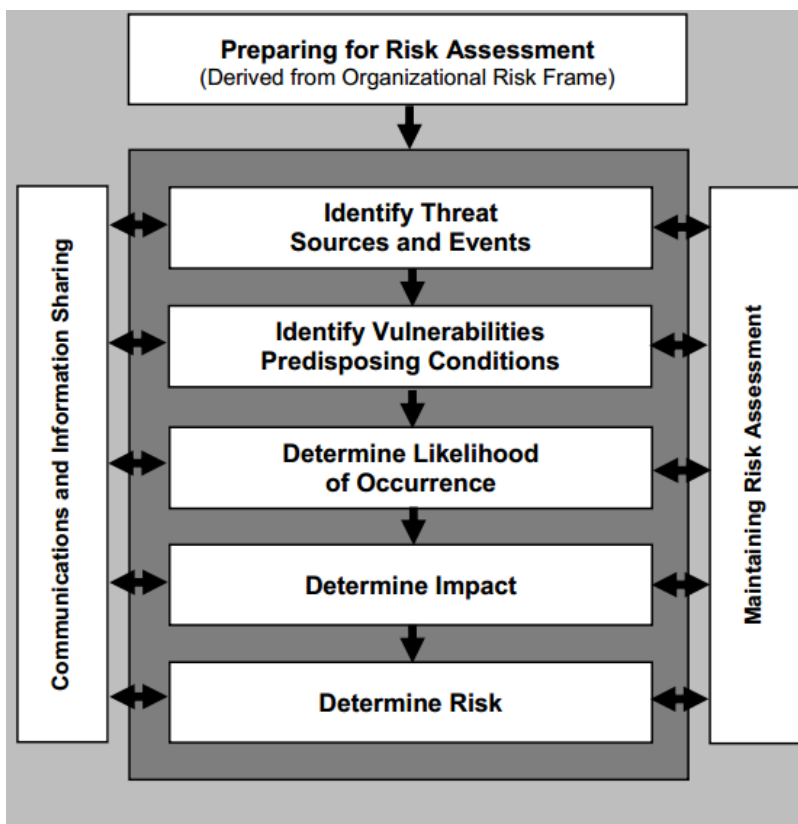 Preparing for Risk Assessment
(Derived from Organizational Risk Frame)
Communications and Information Sharing
Identify Threat
Sources and Events
Identify Vulnerabilities
Predisposing Conditions
Determine Likelihood
of Occurrence
Determine Impact
Determine Risk
Maintaining Risk Assessment